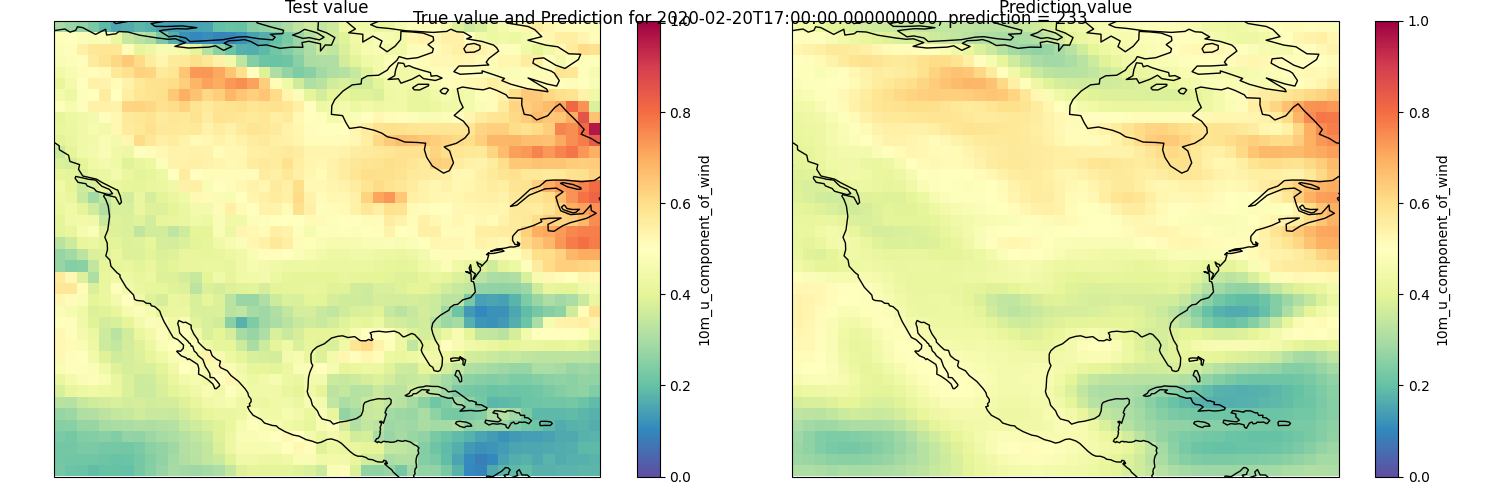 Test value
Prediction value
True value and Prediction for 2020-02-20T17:00:00.000000000, prediction = 233
1.0
0.8
0.6
0.4
0.2
0.0
10m_u_component_of_wind
1.0
0.8
0.6
0.4
0.2
0.0
10m_u_component_of_wind